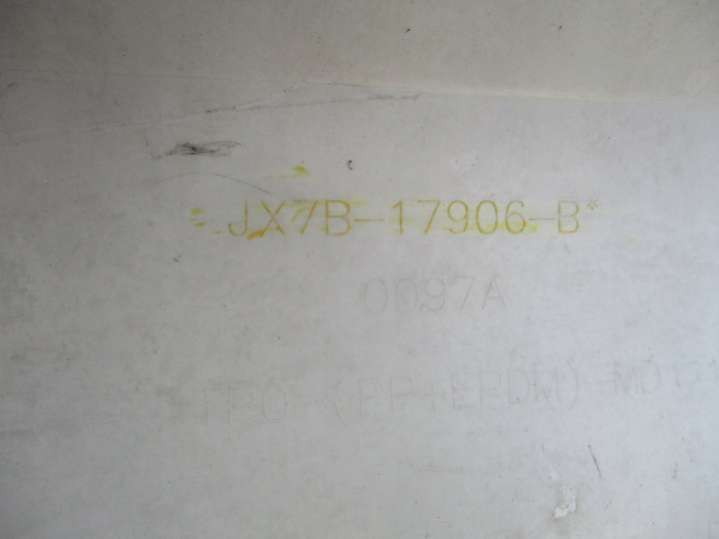 JX7B-17906-B*
0097A
TPO (PP+EPDM)-MD